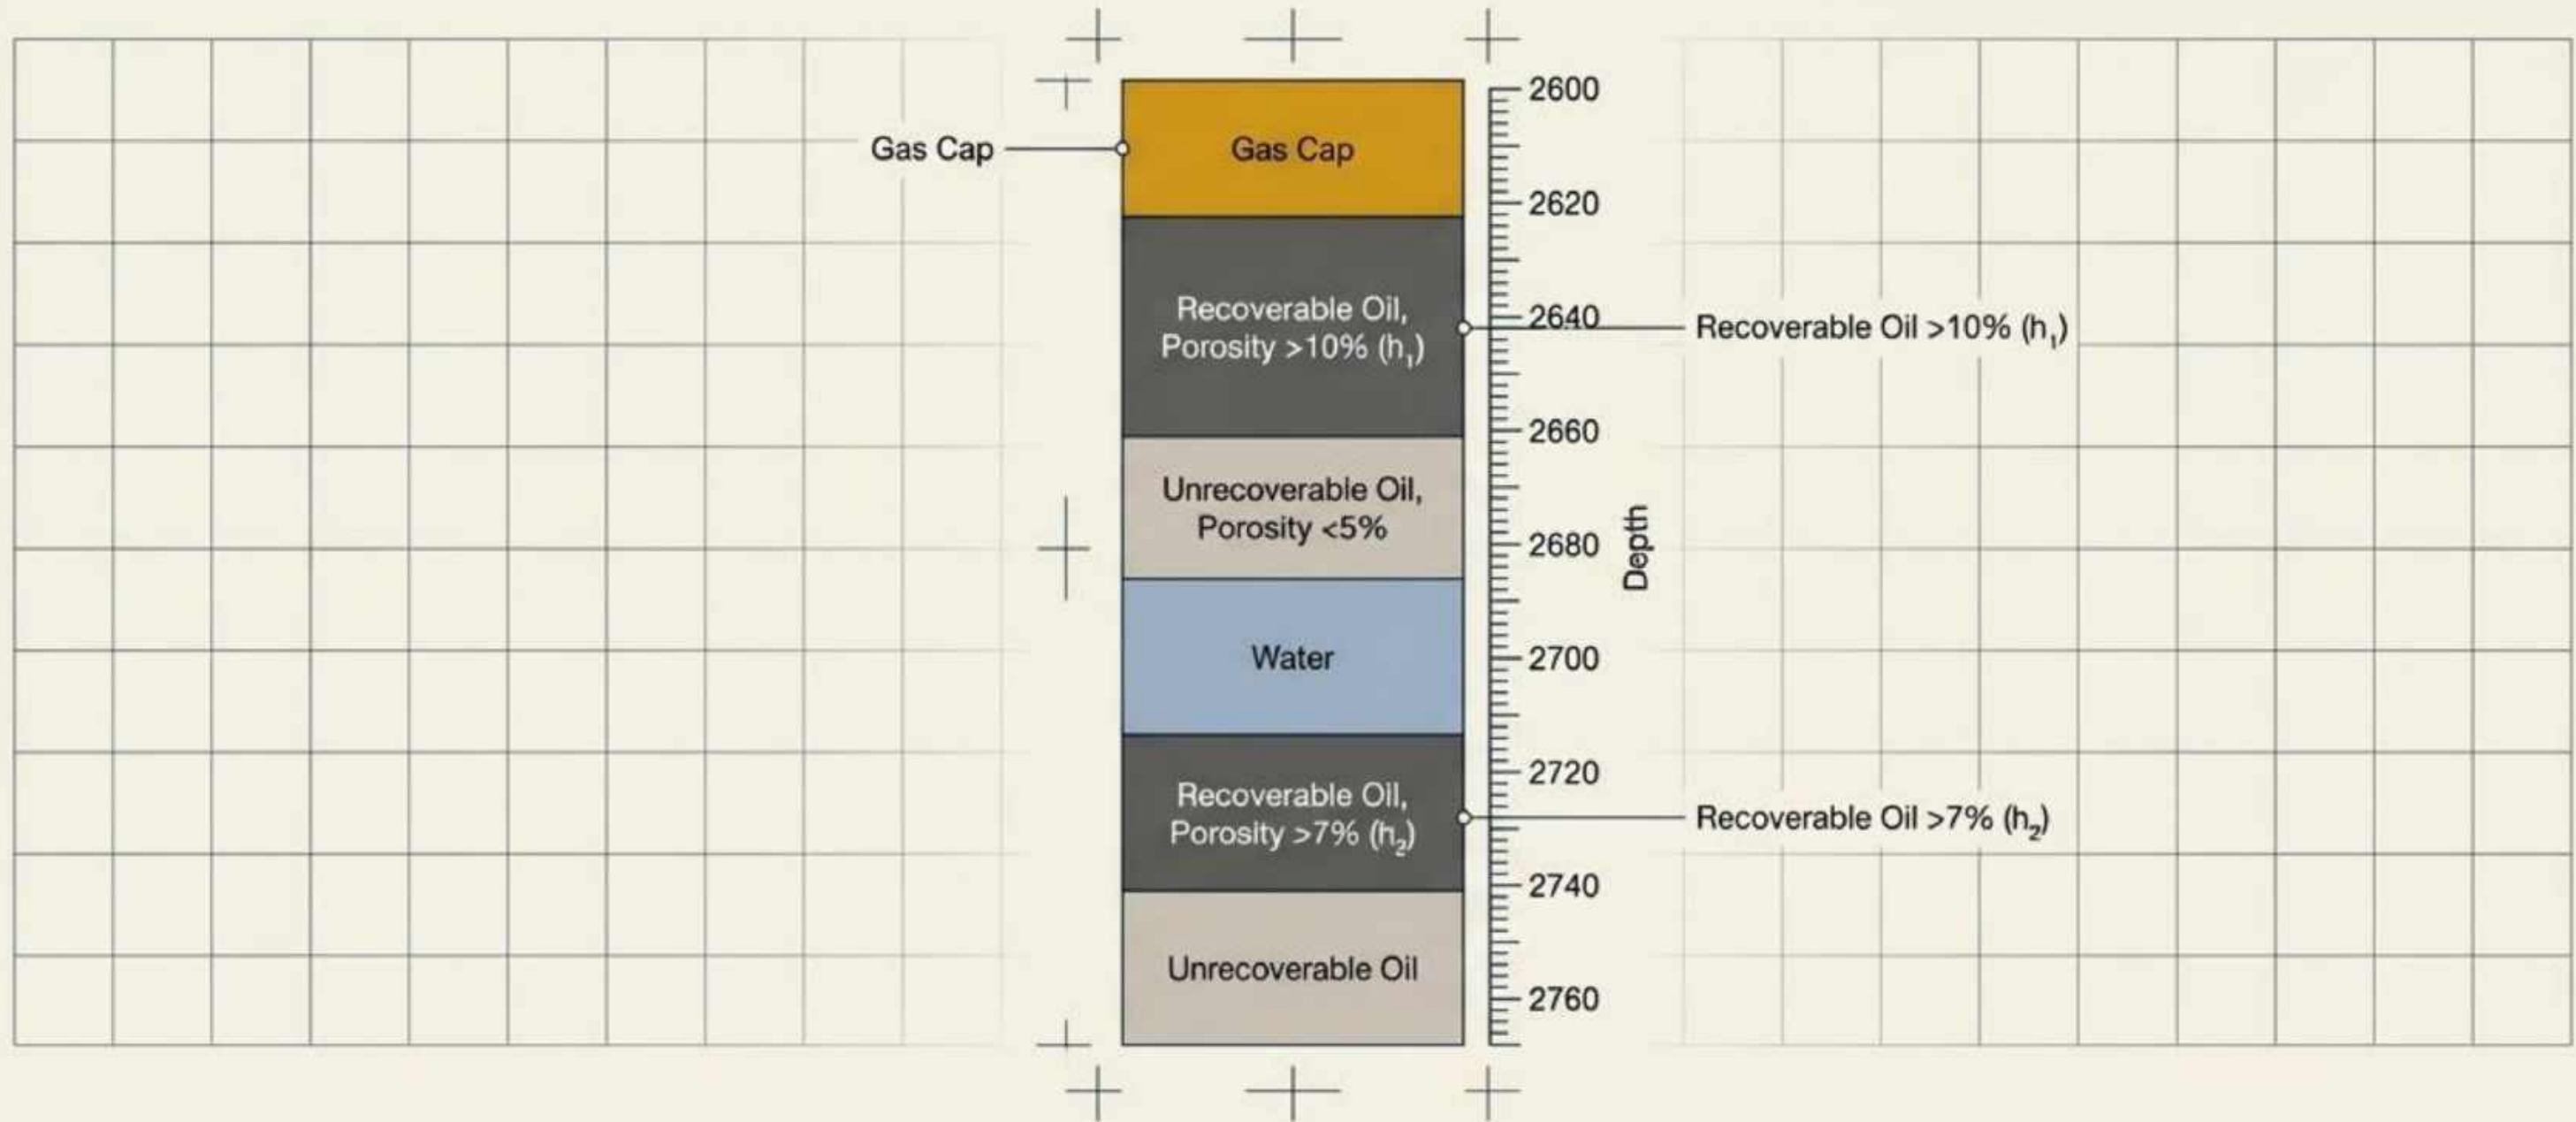 Gas Cap
Gas Cap
Recoverable Oil,
Porosity >10% (h₁)
Unrecoverable Oil,
Porosity <5%
Water
Recoverable Oil,
Porosity >7% (h₂)
Unrecoverable Oil
2600
2620
2640
2660
2680
2700
2720
2740
2760
Depth
Recoverable Oil >10% (h₁)
Recoverable Oil >7% (h₂)